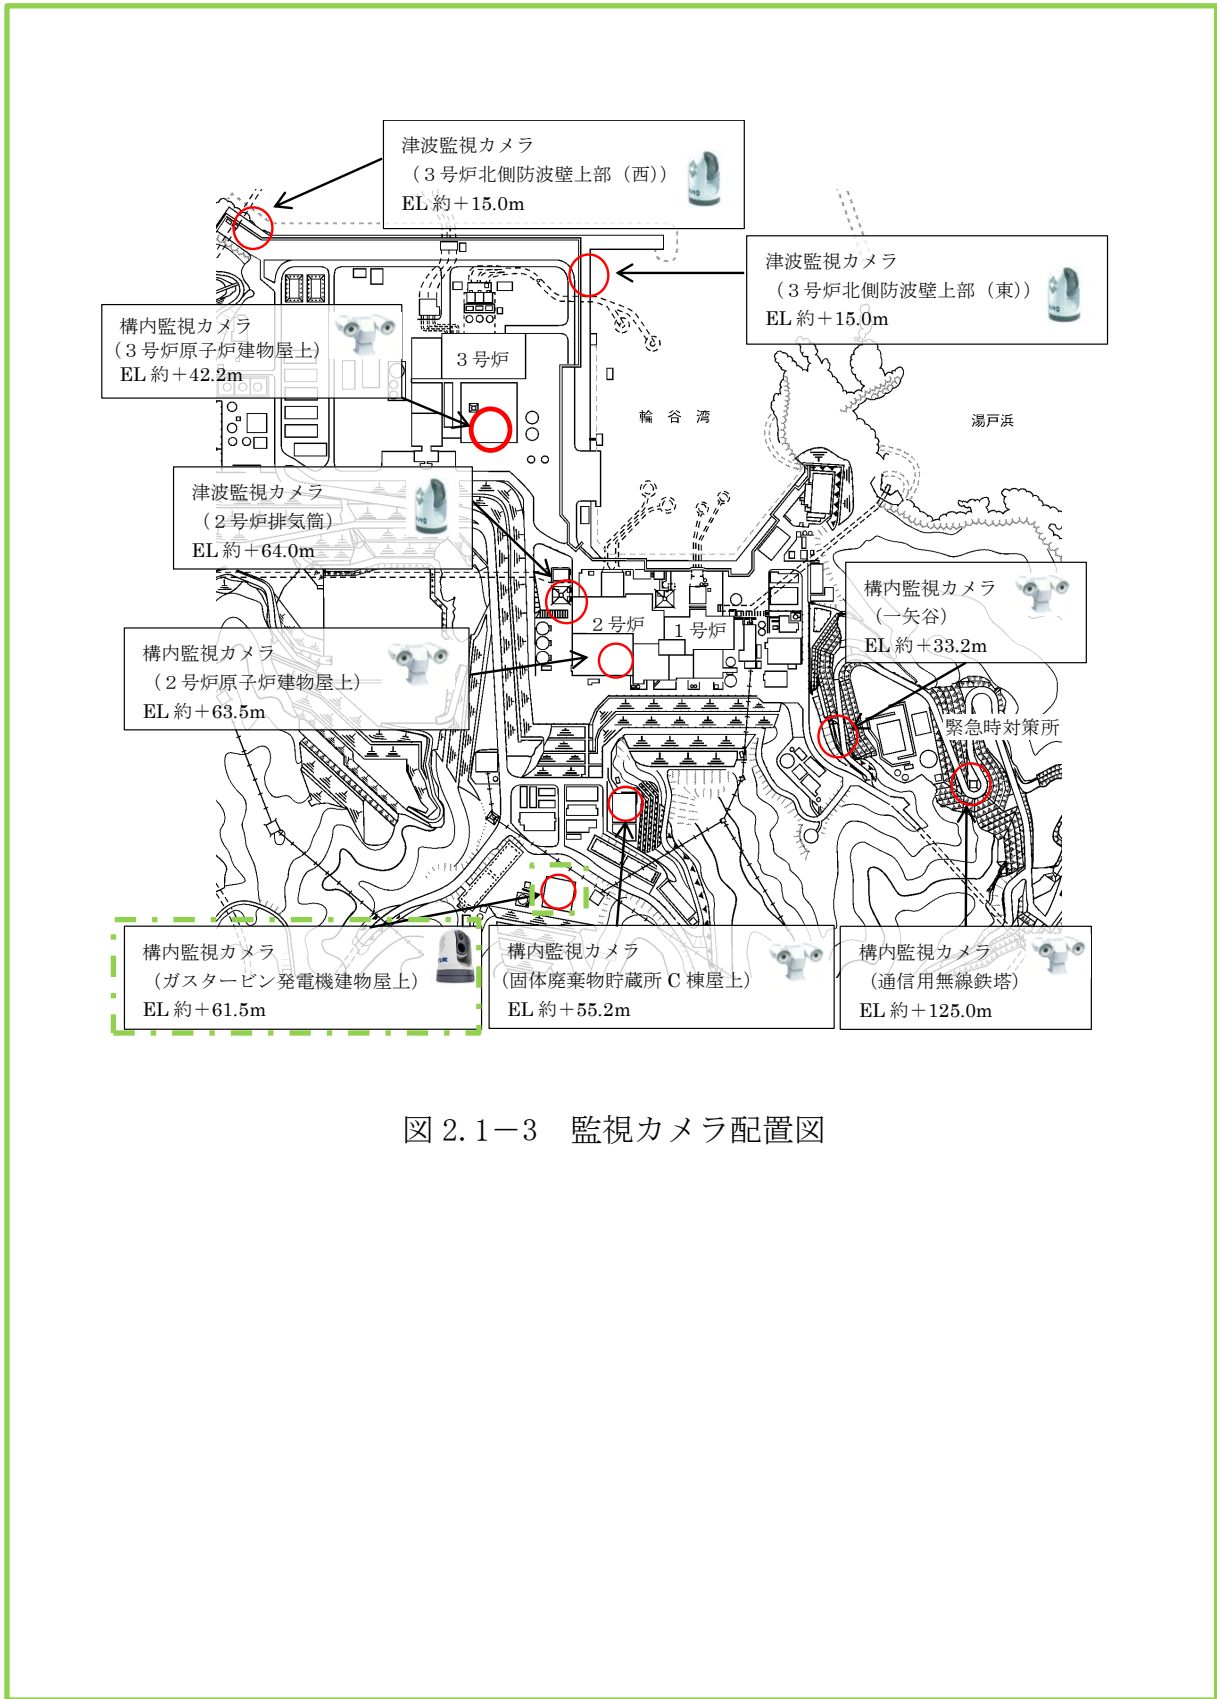 津波監視カメラ
（３号炉北側防波壁上部（西））
EL 約＋15.0m
津波監視カメラ
（３号炉北側防波壁上部（東））
EL 約＋15.0m
構内監視カメラ
（３号炉原子炉建物屋上）
EL 約＋42.2m
３号炉
輪谷湾
湯戸浜
津波監視カメラ
（２号炉排気筒）
EL 約＋64.0m
構内監視カメラ
（一矢谷）
EL 約＋33.2m
２号炉
１号炉
構内監視カメラ
（２号炉原子炉建物屋上）
EL 約＋63.5m
緊急時対策所
構内監視カメラ
（ガスタービン発電機建物屋上）
EL 約＋61.5m
構内監視カメラ
（固体廃棄物貯蔵所 C 棟屋上）
EL 約＋55.2m
構内監視カメラ
（通信用無線鉄塔）
EL 約＋125.0m
図 2.1－3　監視カメラ配置図